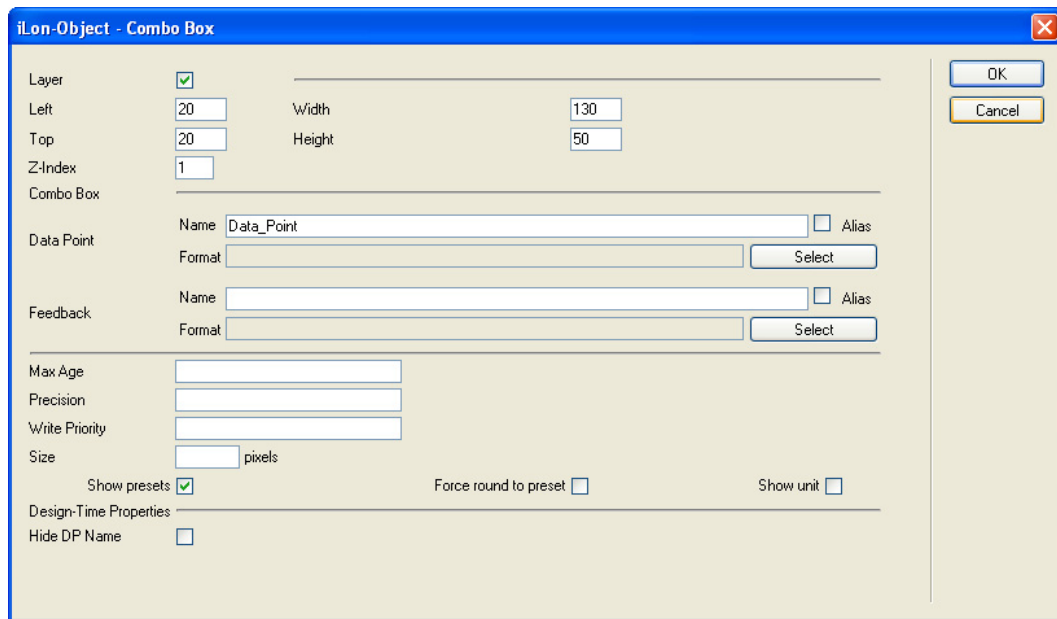 iLon-Object - Combo Box
Layer
OK
Left 20 Width 130
Cancel
Top 20 Height 50
Z-Index 1
Combo Box
Data Point
Name Data_Point Alias
Format Select
Feedback
Name Alias
Format Select
Max Age
Precision
Write Priority
Size pixels
Show presets Force round to preset Show unit
Design-Time Properties
Hide DP Name